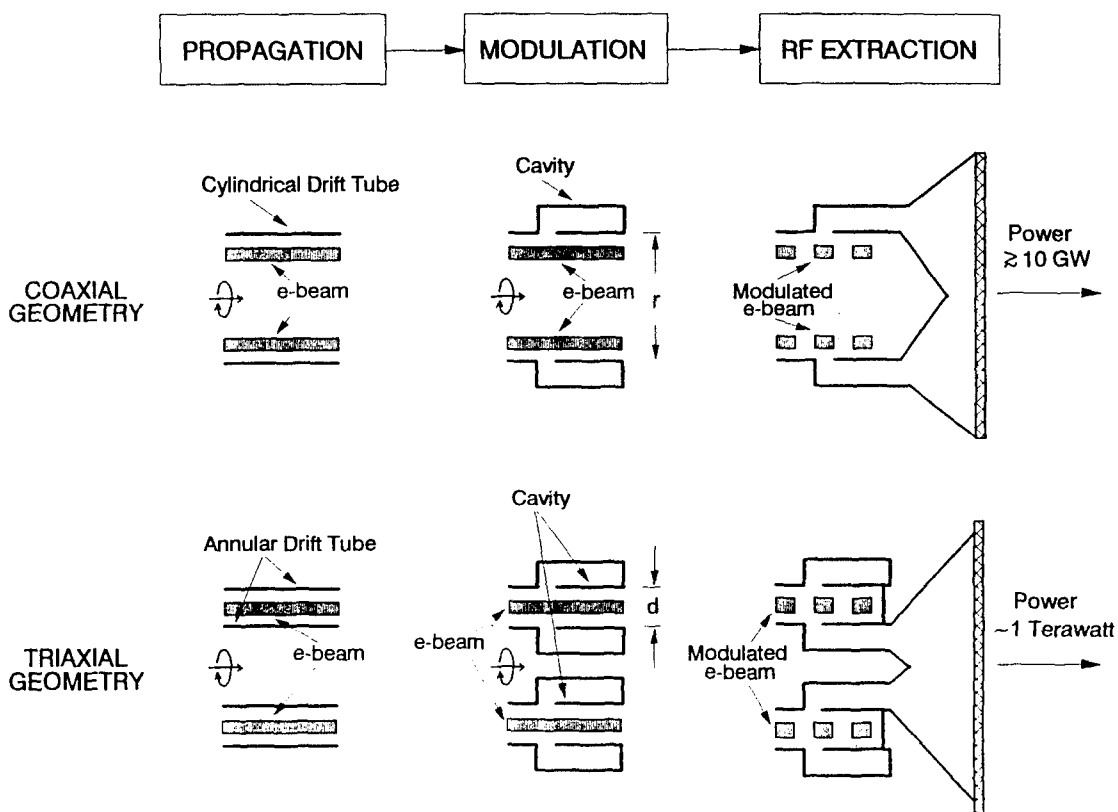 PROPAGATION
MODULATION
RF EXTRACTION
COAXIAL
GEOMETRY
Cylindrical Drift Tube
e-beam
Cavity
e-beam
r
Modulated
e-beam
Power
≳ 10 GW
TRIAXIAL
GEOMETRY
Annular Drift Tube
e-beam
Cavity
e-beam
d
Modulated
e-beam
Power
~1 Terawatt